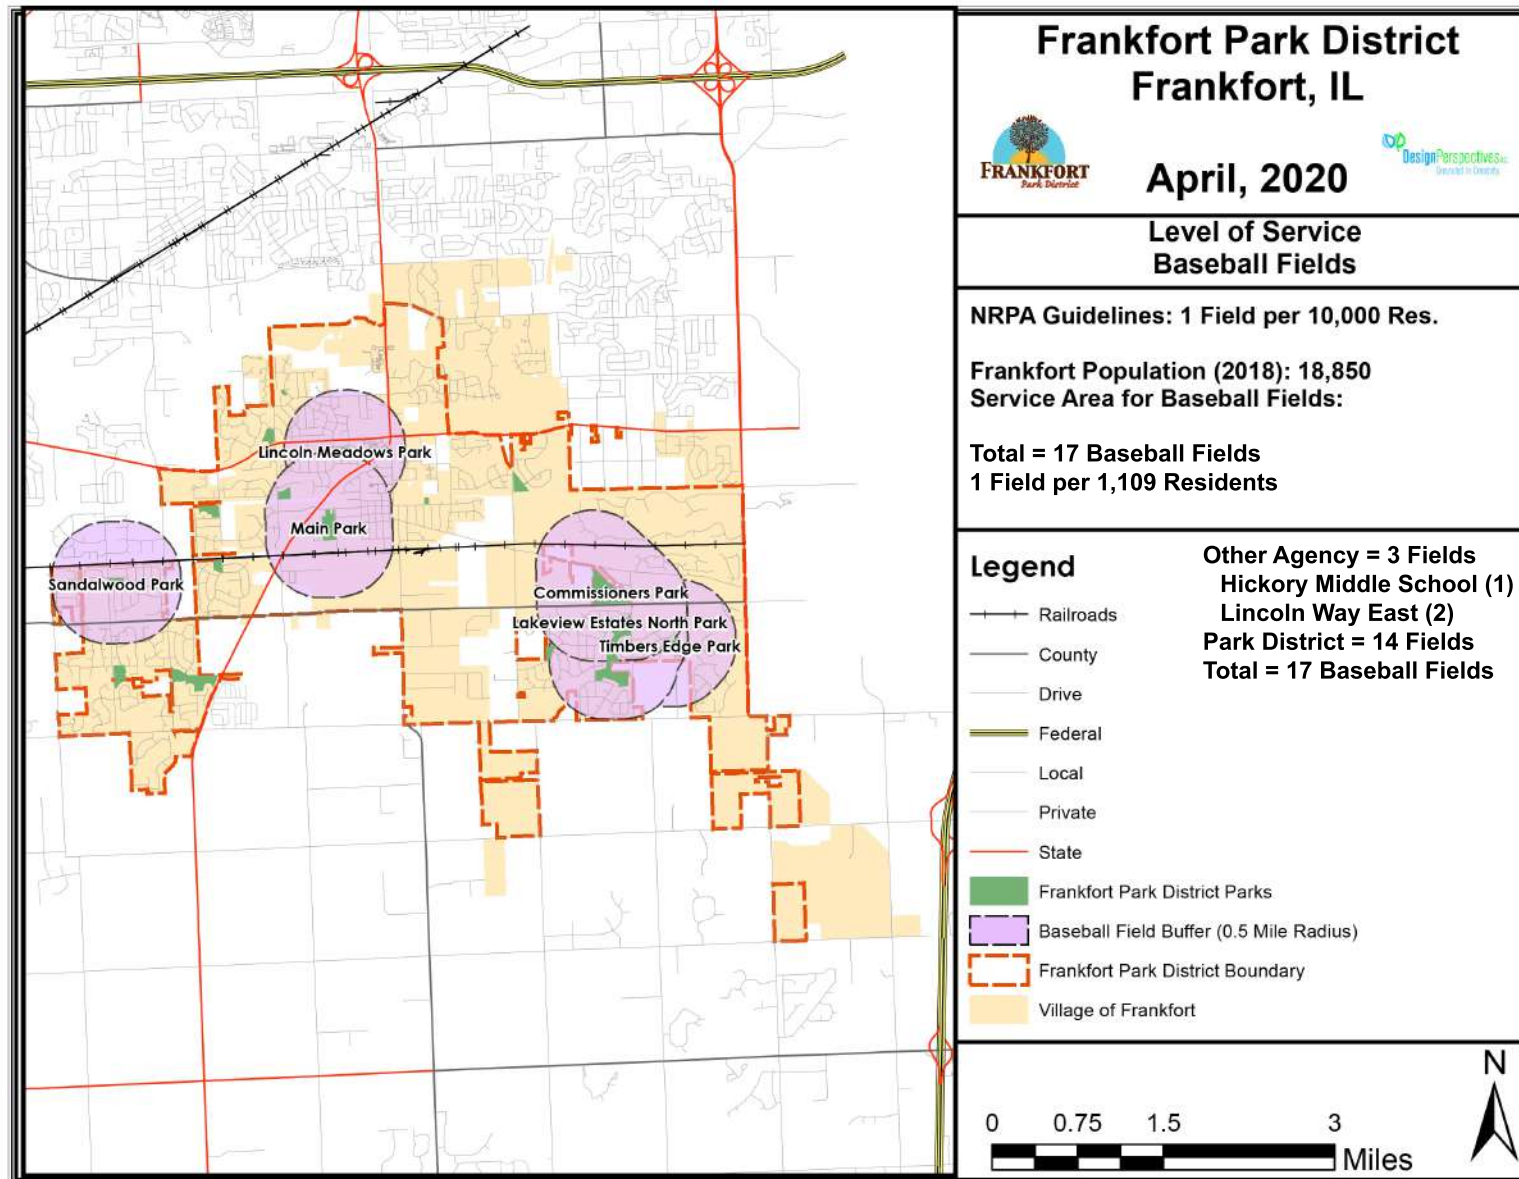 Frankfort Park District
Frankfort, IL
FRANKFORT
Park District
DesignPerspectives
April, 2020
Level of Service
Baseball Fields
NRPA Guidelines: 1 Field per 10,000 Res.
Frankfort Population (2018): 18,850
Service Area for Baseball Fields:
Total = 17 Baseball Fields
1 Field per 1,109 Residents
Legend
Railroads
County
Drive
Federal
Local
Private
State
Frankfort Park District Parks
Baseball Field Buffer (0.5 Mile Radius)
Frankfort Park District Boundary
Village of Frankfort
Other Agency = 3 Fields
Hickory Middle School (1)
Lincoln Way East (2)
Park District = 14 Fields
Total = 17 Baseball Fields
Lincoln Meadows Park
Main Park
Sandalwood Park
Commissioners Park
Lakeview Estates North Park
Timbers Edge Park
N
0 0.75 1.5 3
Miles